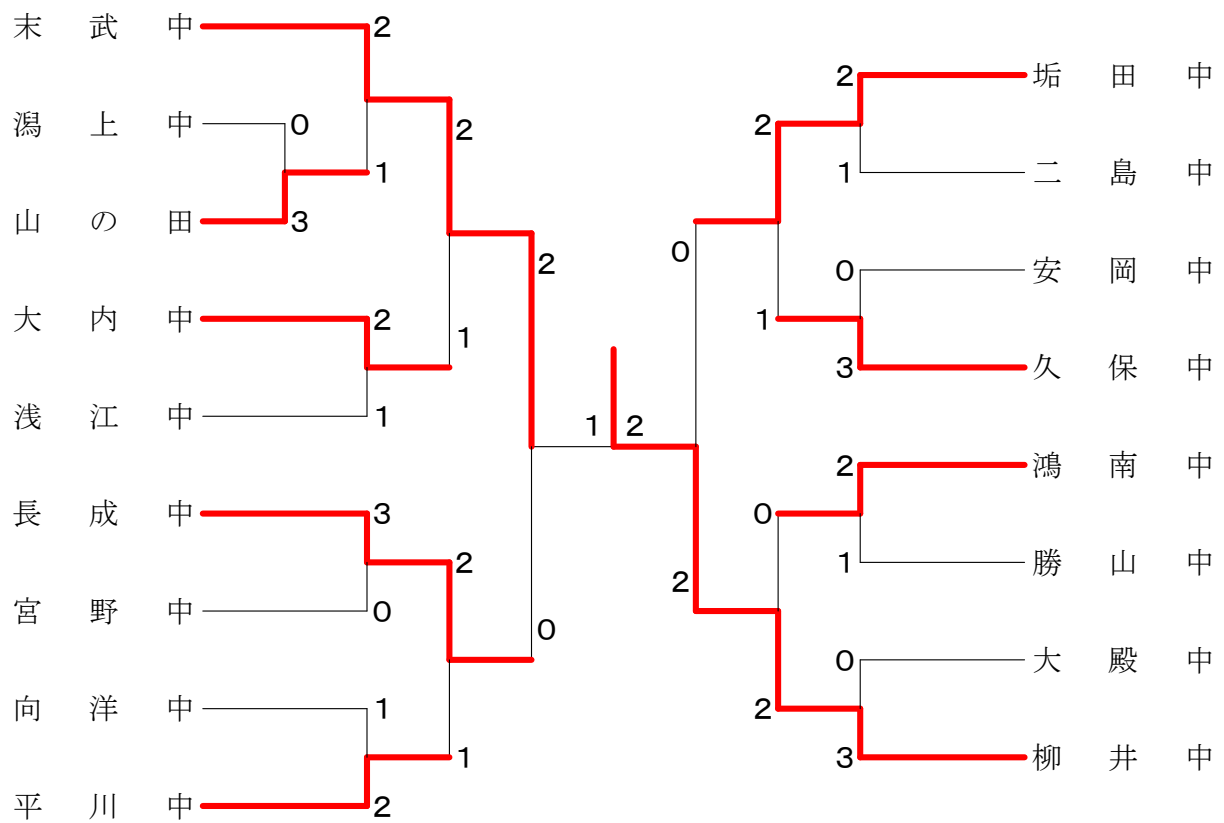 末武中
2
潟上中
0
1
山の田
3
2
大内中
2
1
浅江中
1
2
長成中
3
2
宮野中
0
0
向洋中
1
1
平川中
2
1
2
垢田中
2
2
二島中
1
0
安岡中
0
1
久保中
3
鴻南中
2
0
勝山中
1
2
大殿中
0
2
柳井中
3